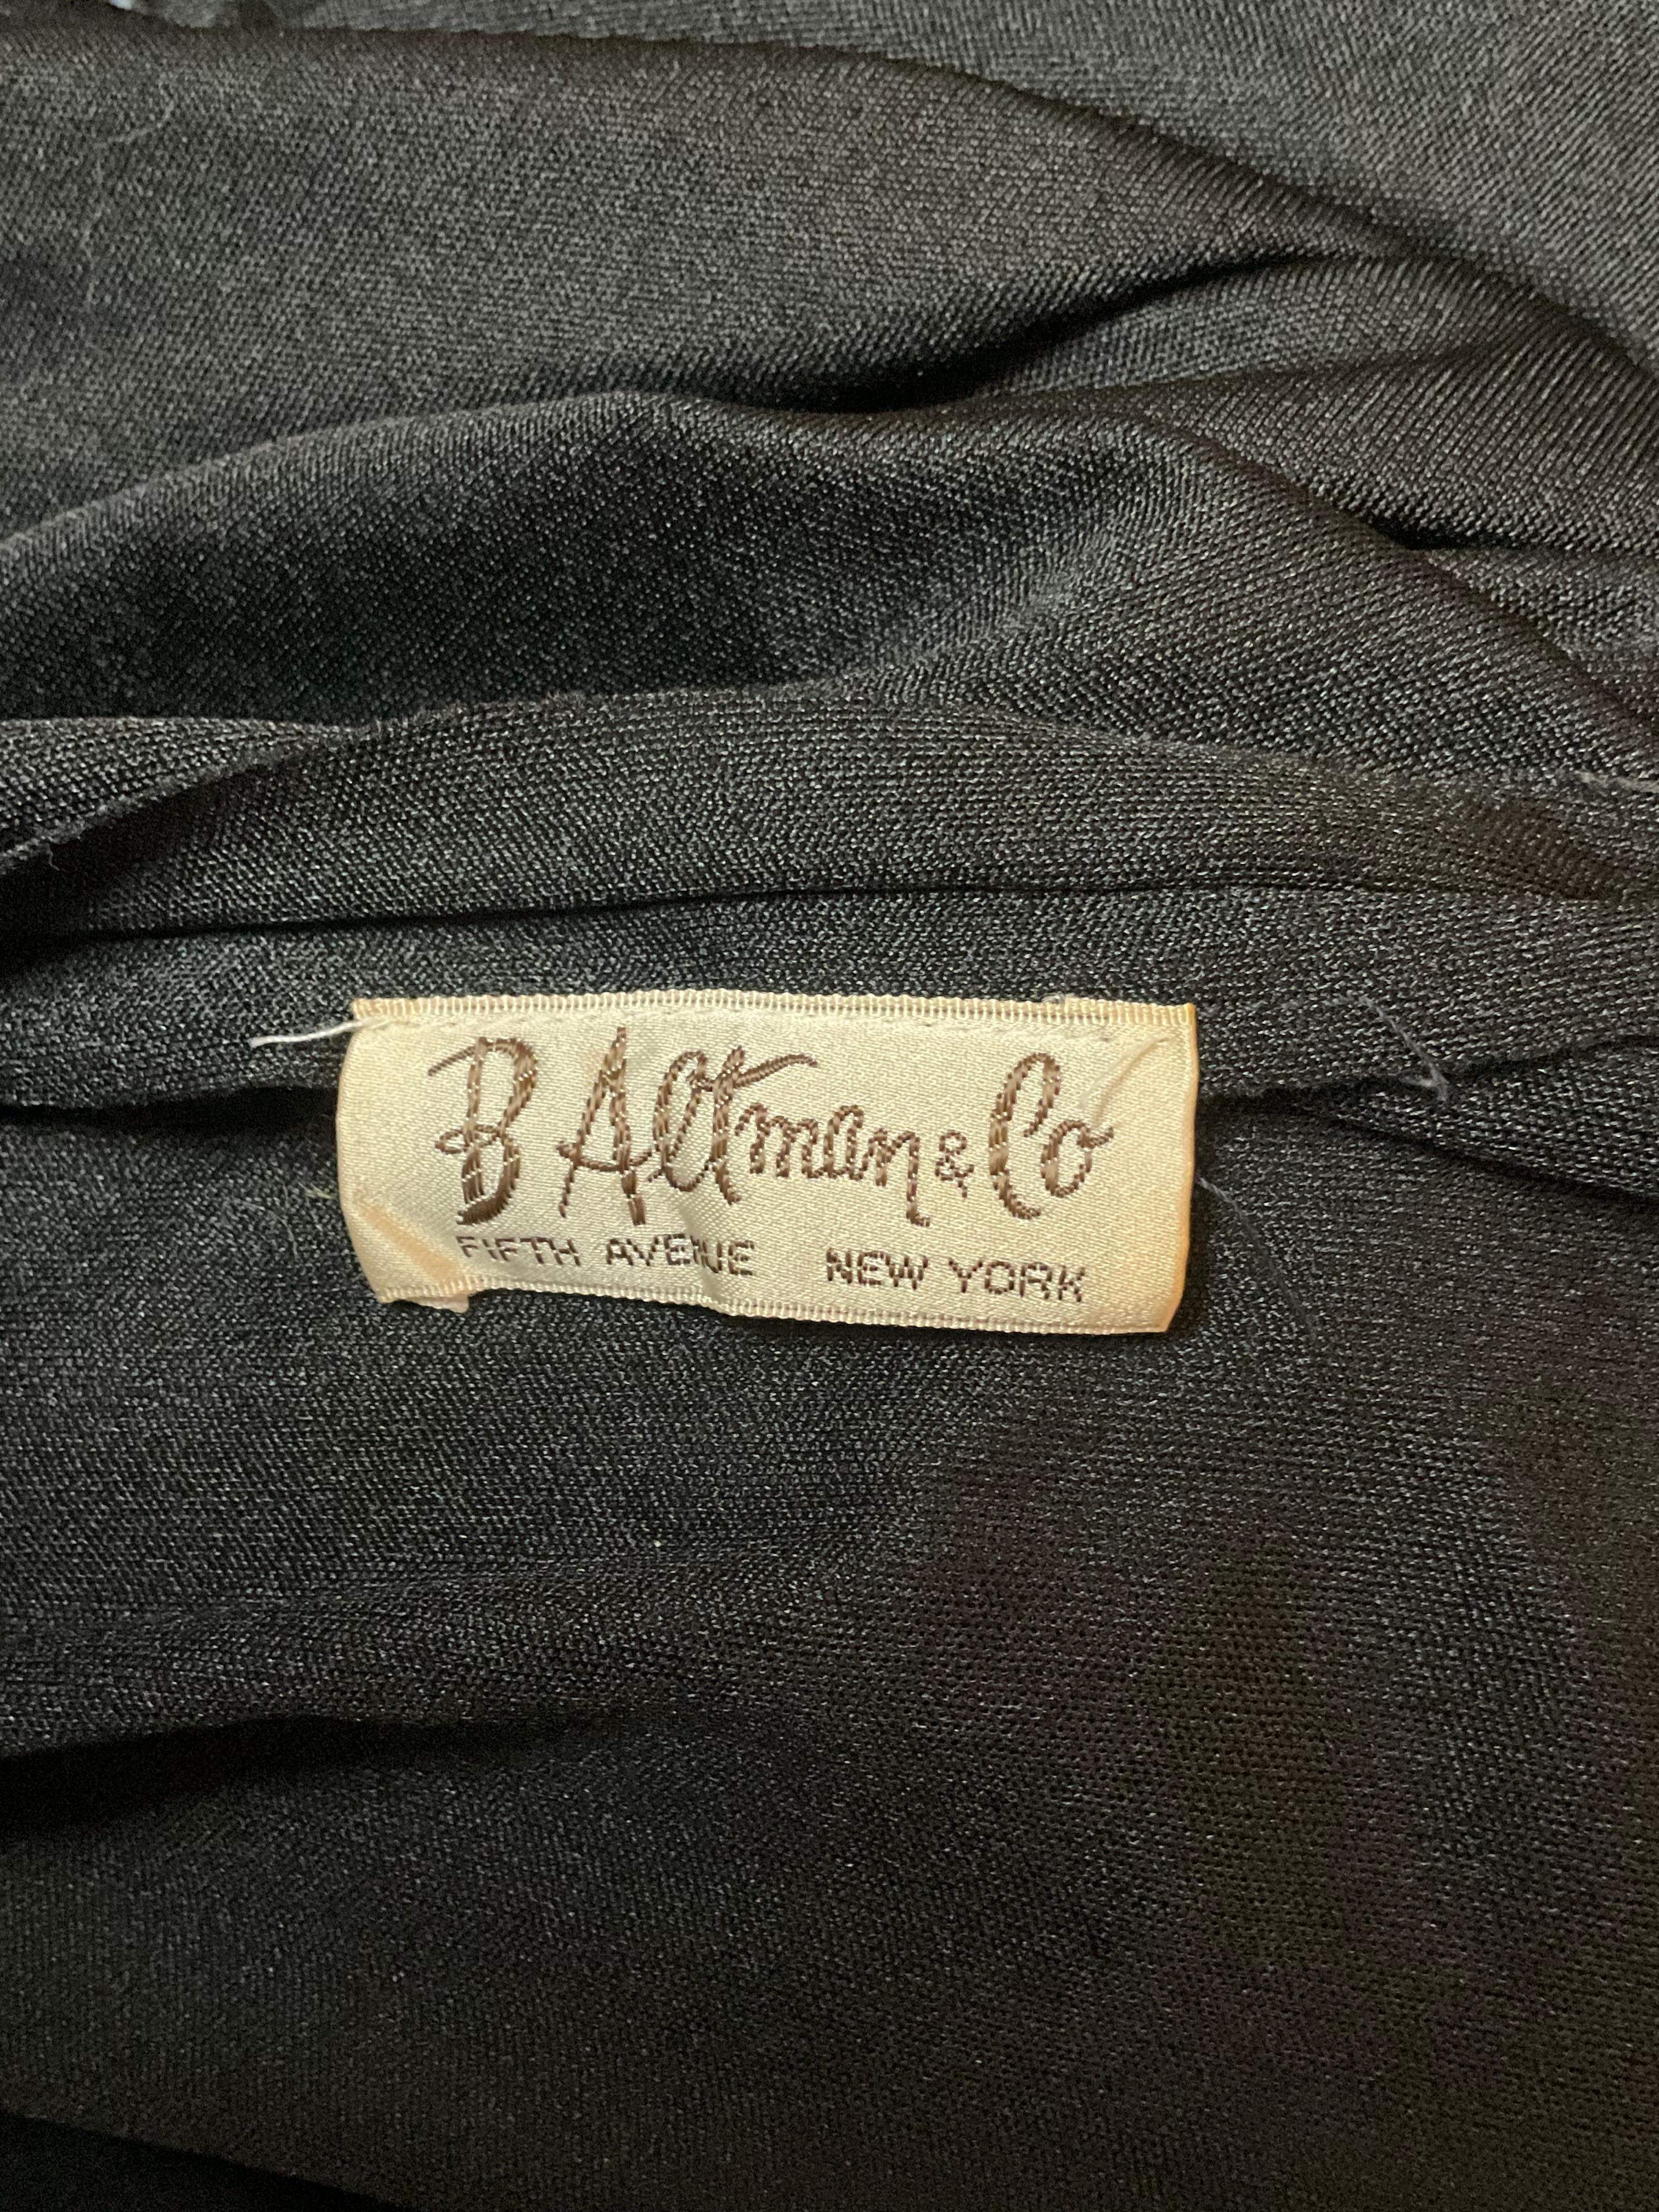 B Altman & Co
FIFTH AVENUE NEW YORK